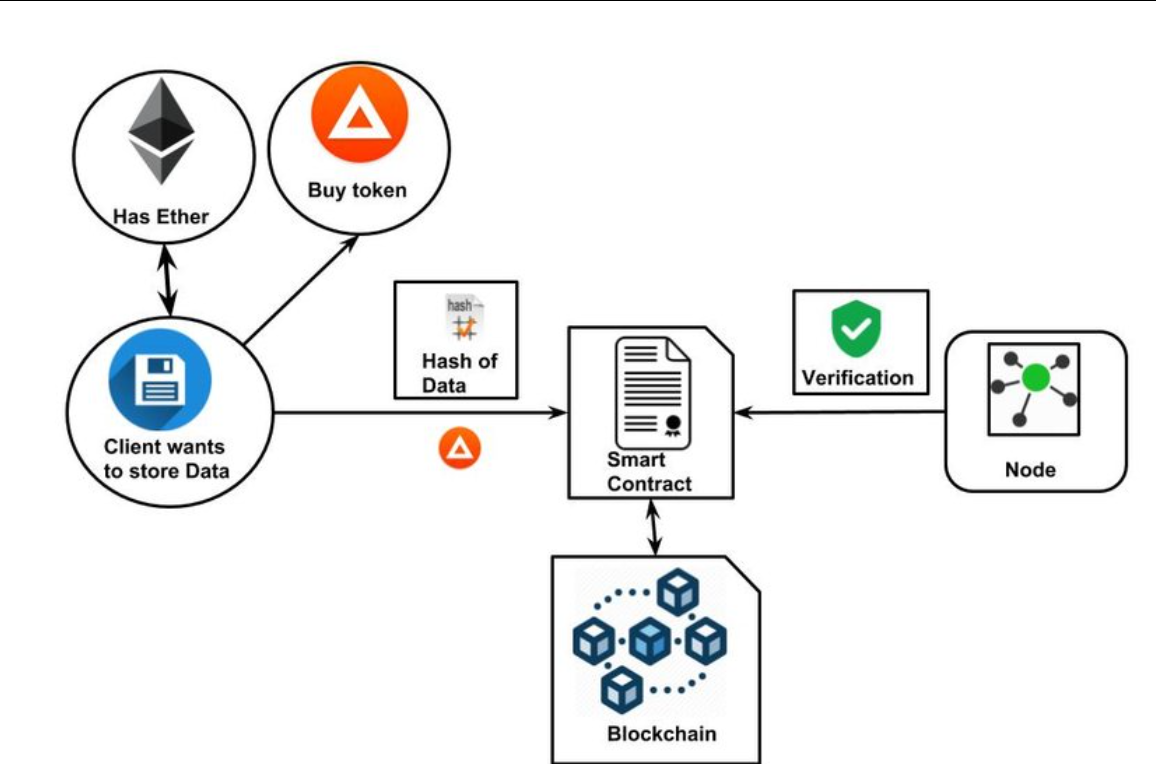 Has Ether
Buy token
hash
Hash of
Data
Verification
Client wants
to store Data
Smart
Contract
Node
Blockchain